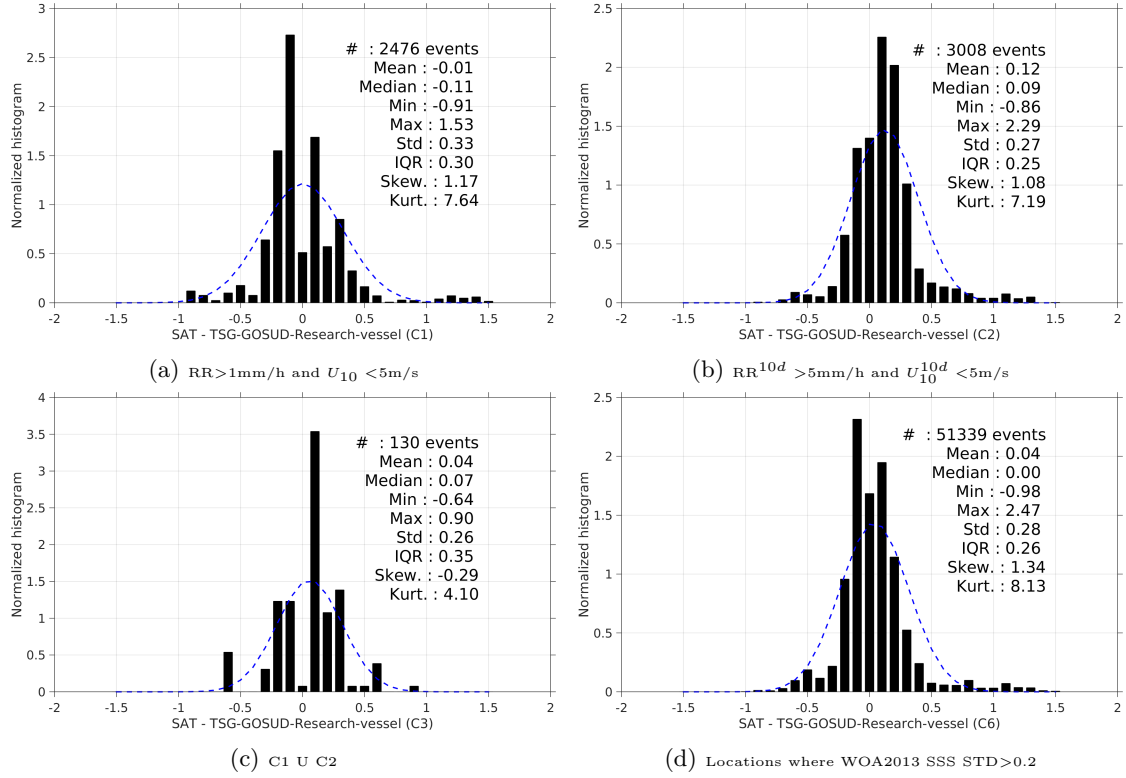 3
2.5
2
1.5
1
0.5
0
Normalized histogram
# : 2476 events
Mean : -0.01
Median : -0.11
Min : -0.91
Max : 1.53
Std : 0.33
IQR : 0.30
Skew. : 1.17
Kurt. : 7.64
-2 -1.5 -1 -0.5 0 0.5 1 1.5 2
SAT - TSG-GOSUD-Research-vessel (C1)
(a) RR>1mm/h and U10 <5m/s
2.5
2
1.5
1
0.5
0
Normalized histogram
# : 3008 events
Mean : 0.12
Median : 0.09
Min : -0.86
Max : 2.29
Std : 0.27
IQR : 0.25
Skew. : 1.08
Kurt. : 7.19
-2 -1.5 -1 -0.5 0 0.5 1 1.5 2
SAT - TSG-GOSUD-Research-vessel (C2)
(b) RR10d >5mm/h and U10 10d <5m/s
4
3.5
3
2.5
2
1.5
1
0.5
0
Normalized histogram
# : 130 events
Mean : 0.04
Median : 0.07
Min : -0.64
Max : 0.90
Std : 0.26
IQR : 0.35
Skew. : -0.29
Kurt. : 4.10
-2 -1.5 -1 -0.5 0 0.5 1 1.5 2
SAT - TSG-GOSUD-Research-vessel (C3)
(c) C1 U C2
2.5
2
1.5
1
0.5
0
Normalized histogram
# : 51339 events
Mean : 0.04
Median : 0.00
Min : -0.98
Max : 2.47
Std : 0.28
IQR : 0.26
Skew. : 1.34
Kurt. : 8.13
-2 -1.5 -1 -0.5 0 0.5 1 1.5 2
SAT - TSG-GOSUD-Research-vessel (C6)
(d) Locations where WOA2013 SSS STD>0.2